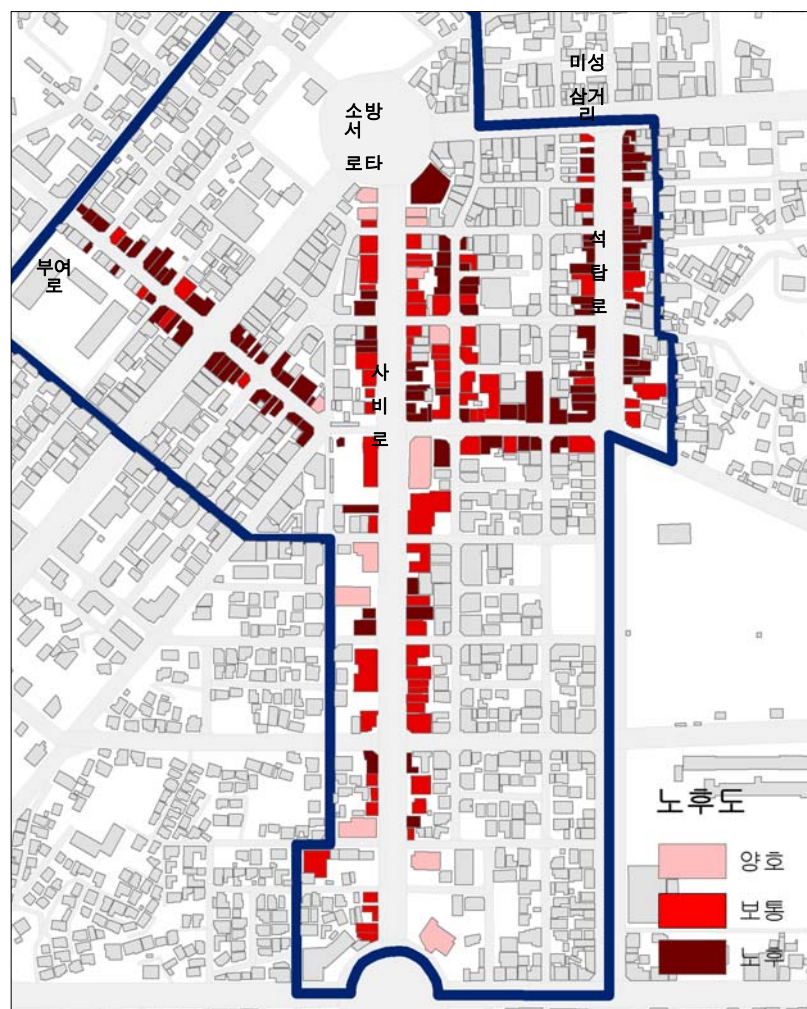 미성
삼거
리
소방
서
로타
석
탑
로
부여
로
사
비
로
노후도
양호
보통
노후